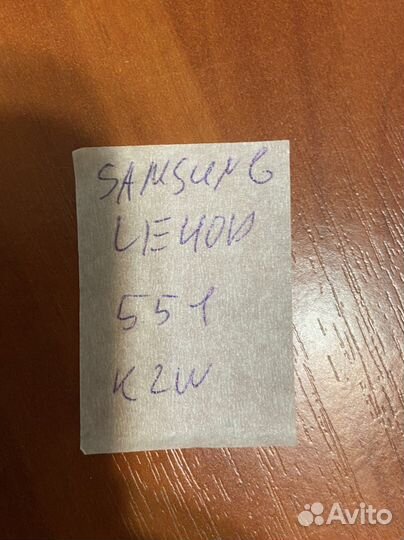 SAMSUNG
LE40D
551
K2W
Avito